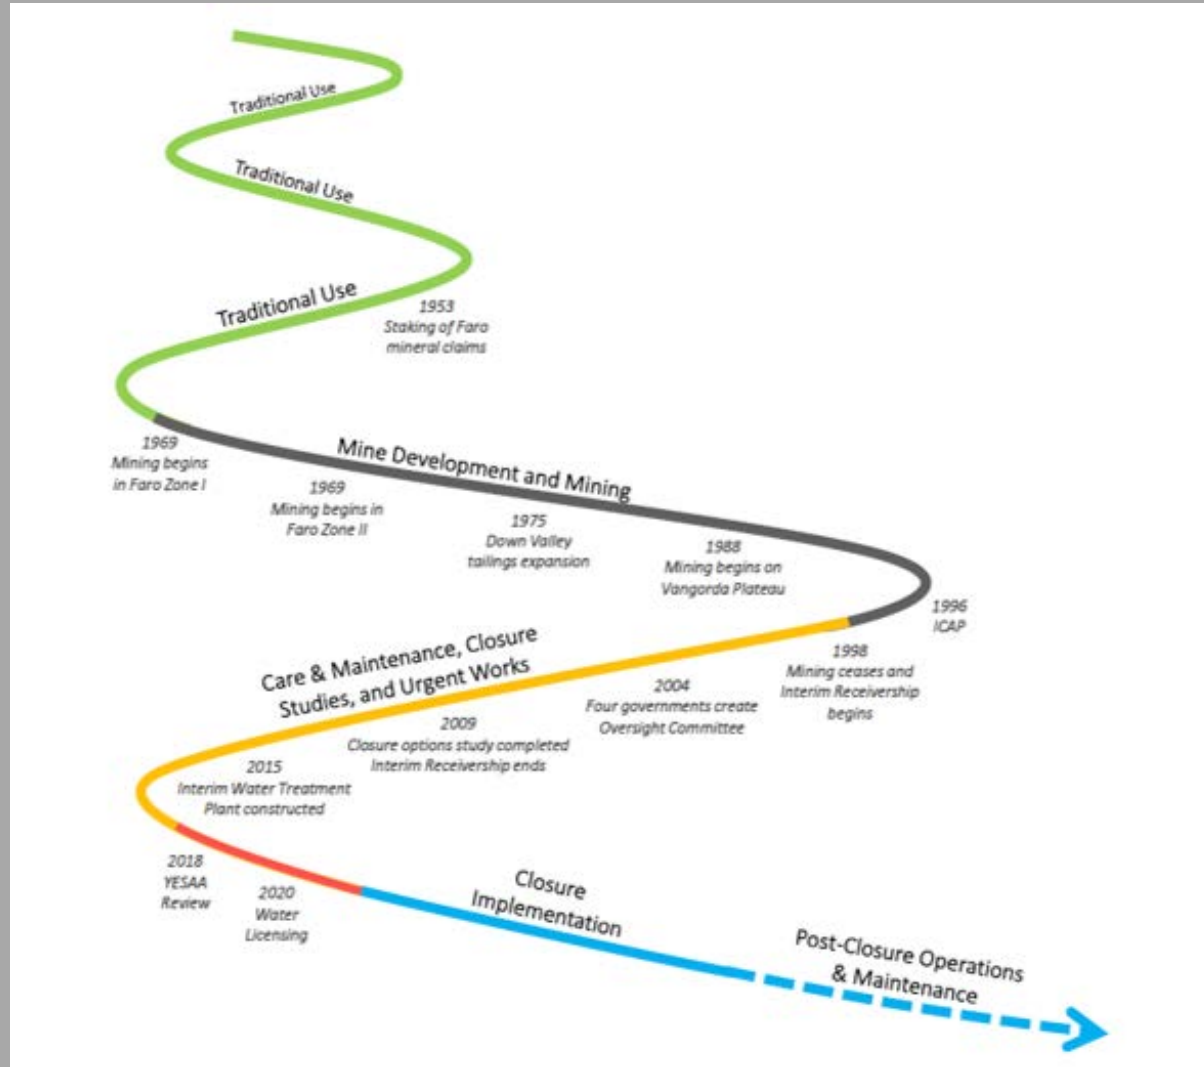 Traditional Use
Traditional Use
Traditional Use
1953
Staking of Faro
mineral claims
1969
Mining begins
in Faro Zone I
Mine Development and Mining
1969
Mining begins in
Faro Zone II
1975
Down Valley
tailings expansion
1988
Mining begins on
Vangorda Plateau
1996
ICAP
1998
Mining ceases and
Interim Receivership
begins
Care & Maintenance, Closure
Studies, and Urgent Works
2004
Four governments create
Oversight Committee
2009
Closure options study completed
Interim Receivership ends
2015
Interim Water Treatment
Plant constructed
2018
YESAA
Review
2020
Water
Licensing
Closure
Implementation
Post-Closure Operations
& Maintenance